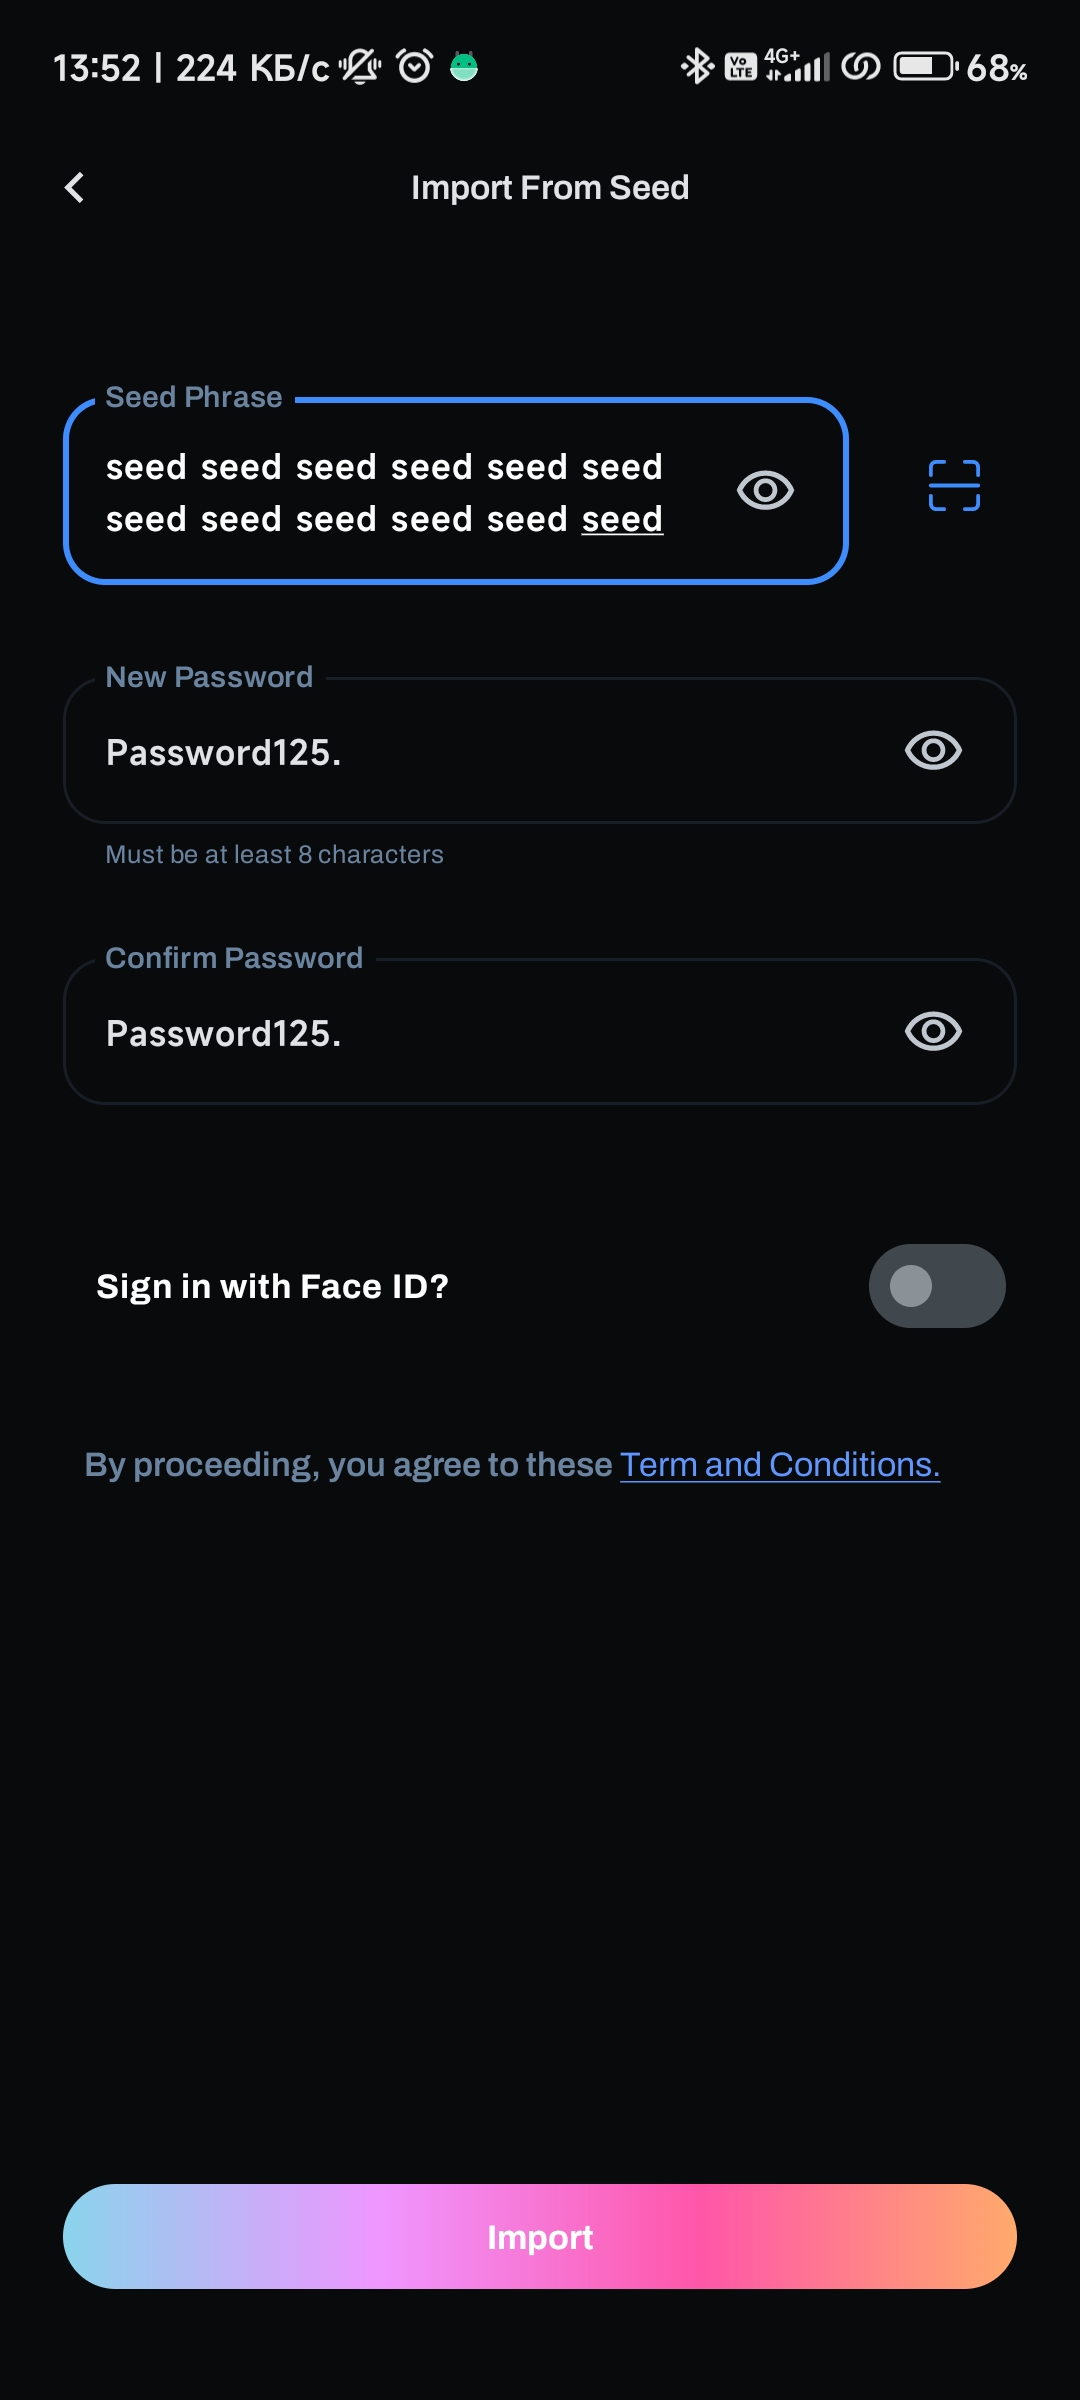 13:52 | 224 КБ/с
Vo LTE 4G+ 68%
Import From Seed
Seed Phrase
seed seed seed seed seed seed
seed seed seed seed seed seed
New Password
Password125.
Must be at least 8 characters
Confirm Password
Password125.
Sign in with Face ID?
By proceeding, you agree to these Term and Conditions.
Import